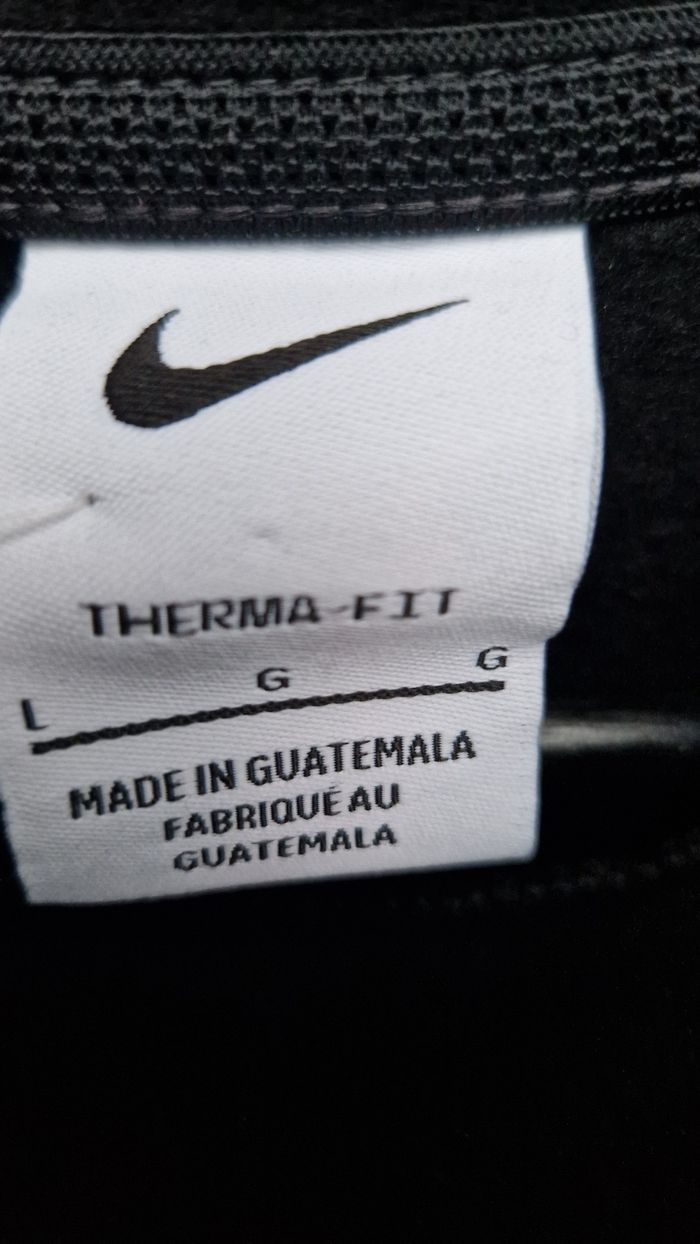 THERMA-FIT
L G G
MADE IN GUATEMALA
FABRIQUÉ AU
GUATEMALA